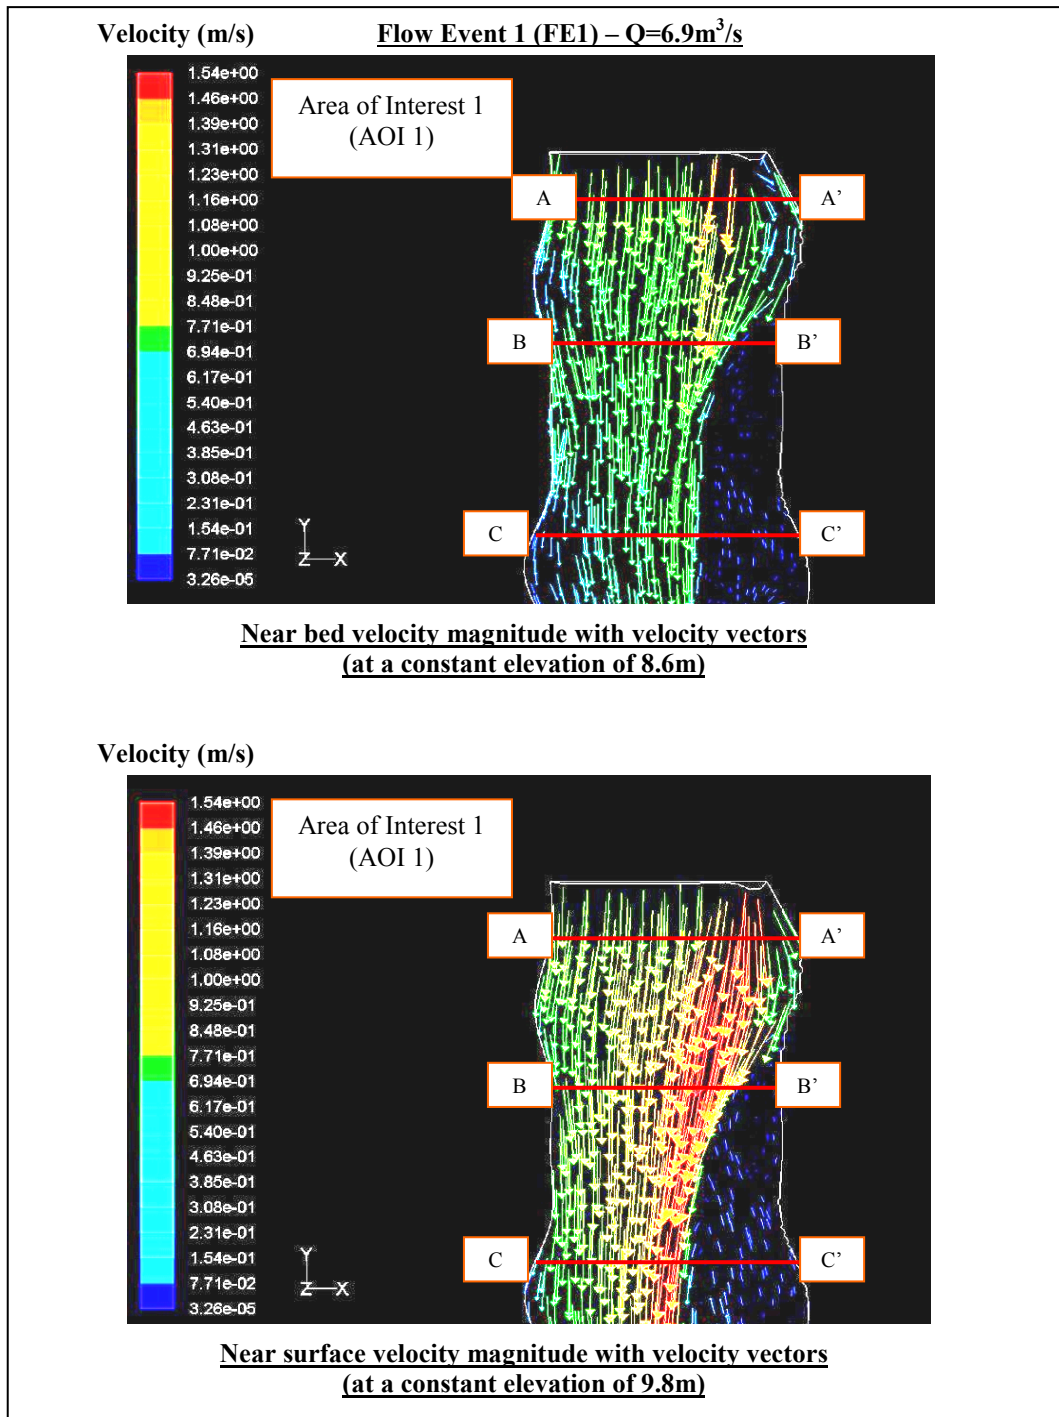 Velocity (m/s)
Flow Event 1 (FE1) – Q=6.9m³/s
1.54e+00
1.46e+00
1.39e+00
1.31e+00
1.23e+00
1.16e+00
1.08e+00
1.00e+00
9.25e-01
8.48e-01
7.71e-01
6.94e-01
6.17e-01
5.40e-01
4.63e-01
3.85e-01
3.08e-01
2.31e-01
1.54e-01
7.71e-02
3.26e-05
Area of Interest 1
(AOI 1)
A
A’
B
B’
C
C’
Y
Z X
Near bed velocity magnitude with velocity vectors
(at a constant elevation of 8.6m)
Velocity (m/s)
1.54e+00
1.46e+00
1.39e+00
1.31e+00
1.23e+00
1.16e+00
1.08e+00
1.00e+00
9.25e-01
8.48e-01
7.71e-01
6.94e-01
6.17e-01
5.40e-01
4.63e-01
3.85e-01
3.08e-01
2.31e-01
1.54e-01
7.71e-02
3.26e-05
Area of Interest 1
(AOI 1)
A
A’
B
B’
C
C’
Y
Z X
Near surface velocity magnitude with velocity vectors
(at a constant elevation of 9.8m)